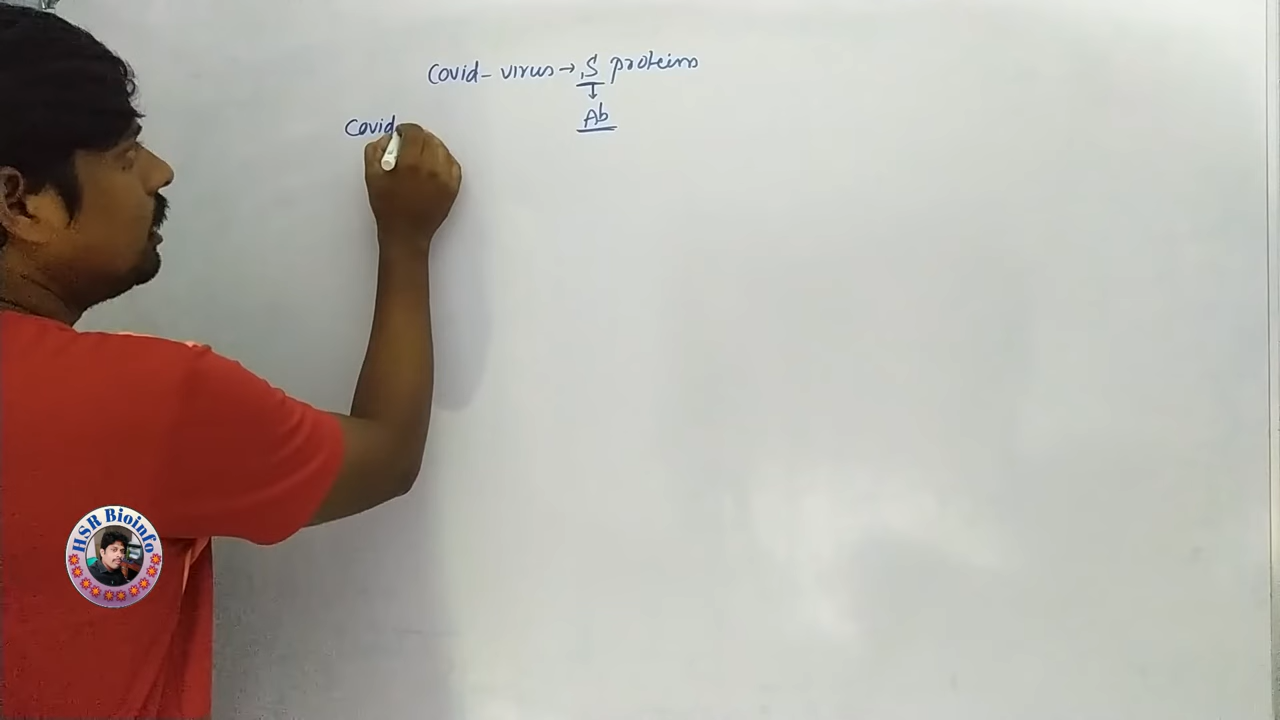 Covid- virus → S proteins
↓
Ab
Covid
HSR Bioinfo